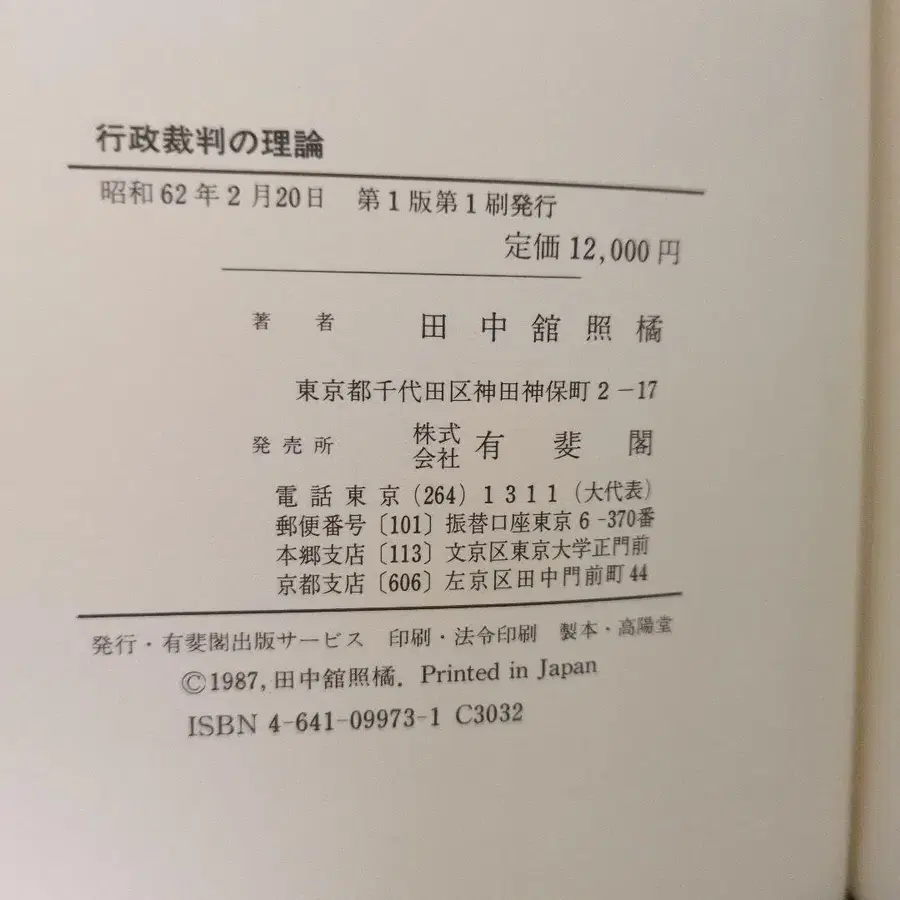 行政裁判の理論
昭和62年2月20日 第1版第1刷発行
定価 12,000 円
著者 田中舘照橘
東京都千代田区神田神保町2-17
発売所 株式会社 有斐閣
電話東京(264)1311(大代表)
郵便番号〔101〕振替口座東京6-370番
本郷支店〔113〕文京区東京大学正門前
京都支店〔606〕左京区田中門前町44
発行・有斐閣出版サービス 印刷・法令印刷 製本・高陽堂
©1987, 田中舘照橘. Printed in Japan
ISBN 4-641-09973-1 C3032